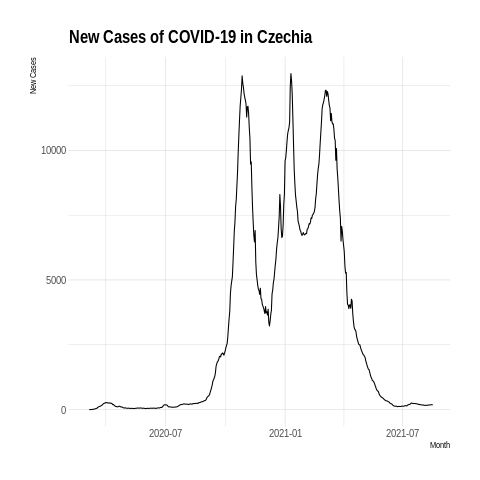 New Cases of COVID-19 in Czechia
New Cases
10000
5000
0
2020-07 2021-01 2021-07
Month